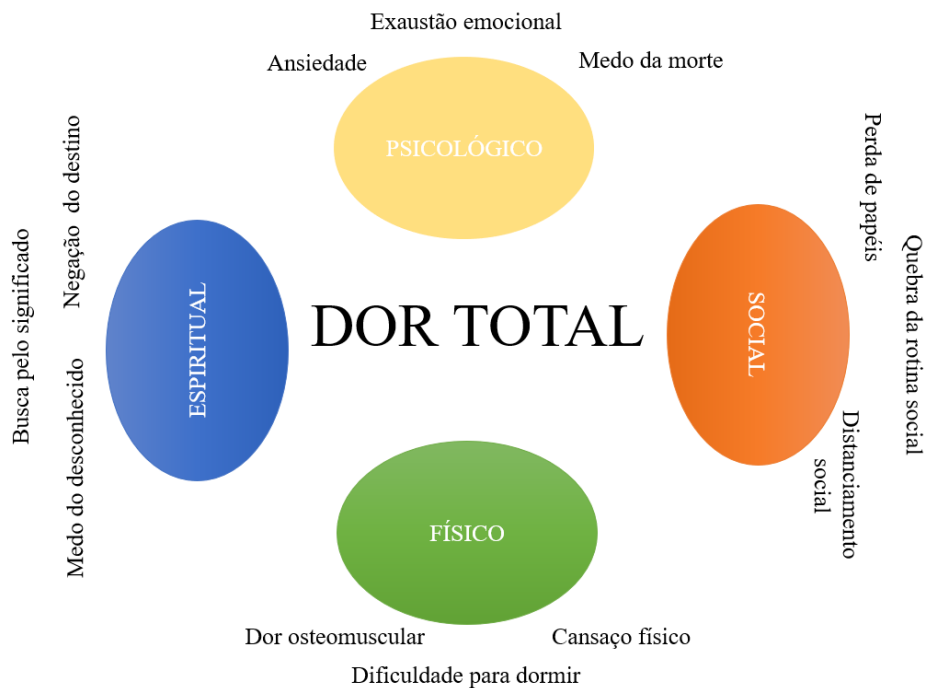 Exaustão emocional
Ansiedade
Medo da morte
PSICOLÓGICO
Negação do destino
Busca pelo significado
Medo do desconhecido
ESPIRITUAL
DOR TOTAL
SOCIAL
Perda de papéis
Quebra da rotina social
Distanciamento
social
FÍSICO
Dor osteomuscular
Cansaço físico
Dificuldade para dormir